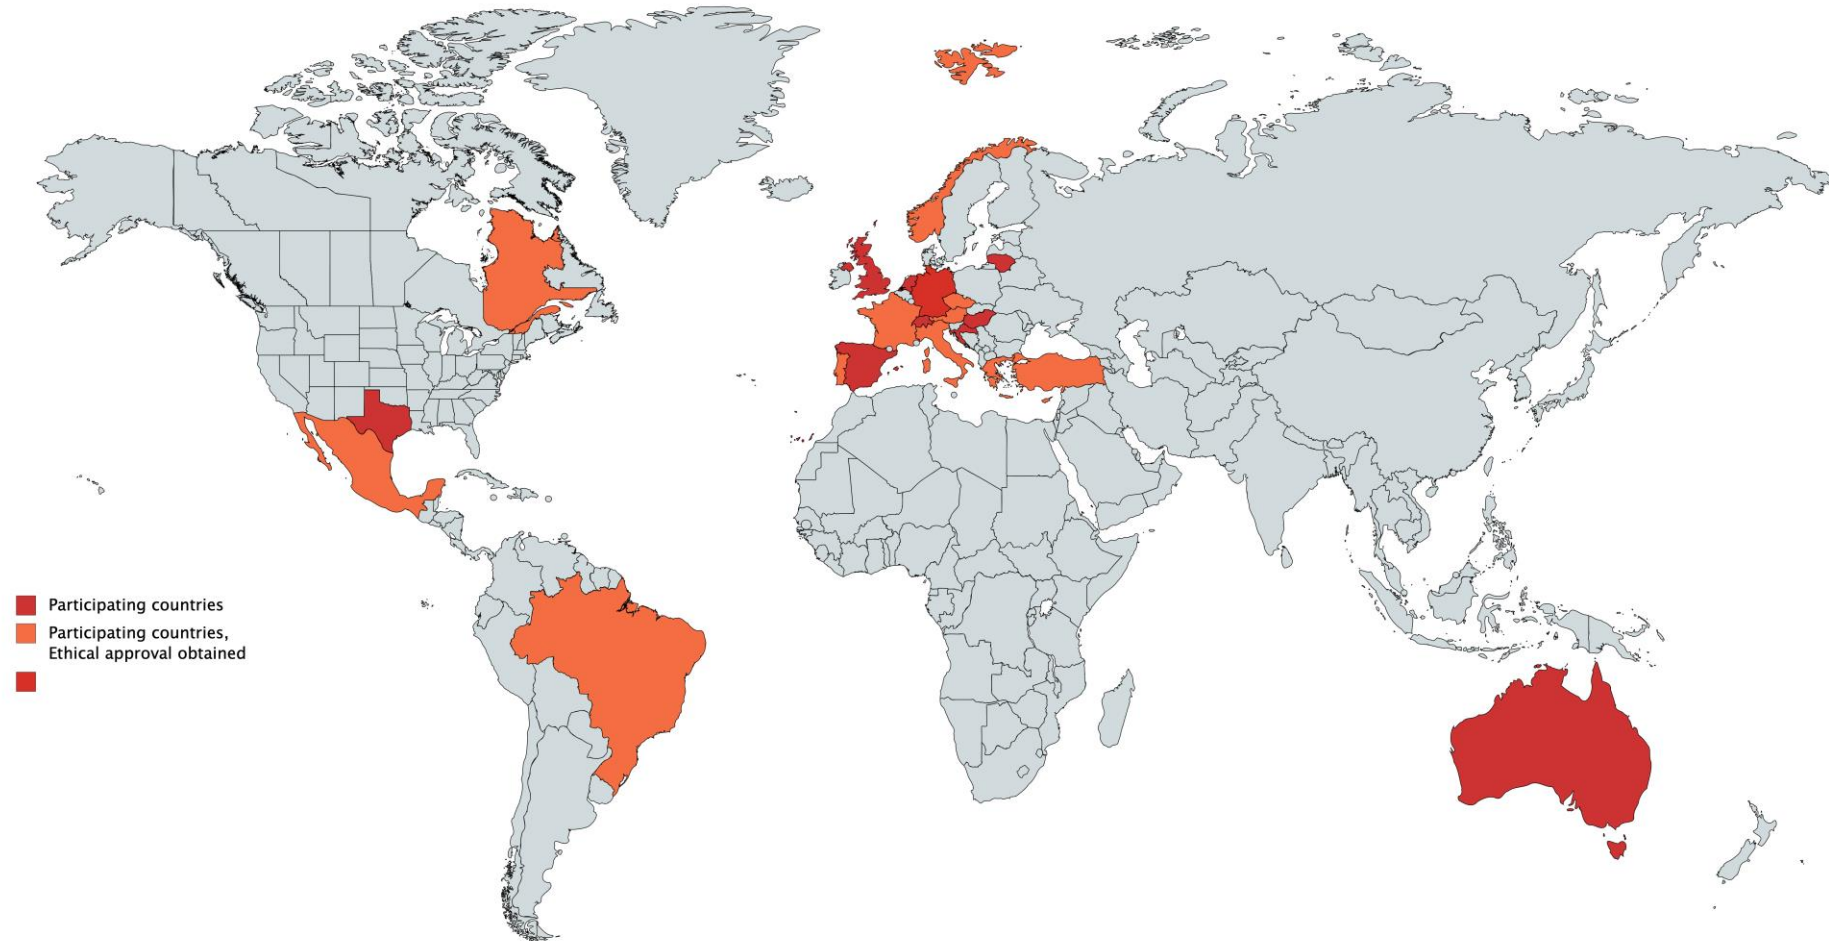 Participating countries
Participating countries,
Ethical approval obtained